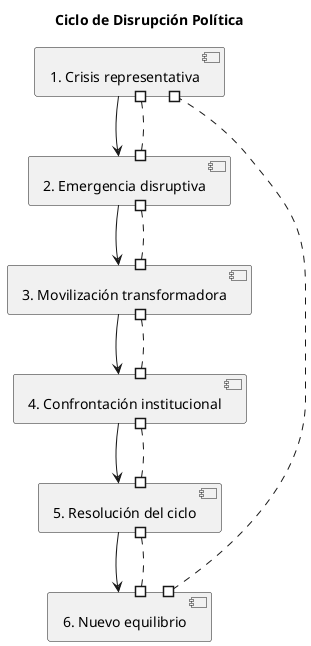 Ciclo de Disrupción Política
1. Crisis representativa
2. Emergencia disruptiva
3. Movilización transformadora
4. Confrontación institucional
5. Resolución del ciclo
6. Nuevo equilibrio